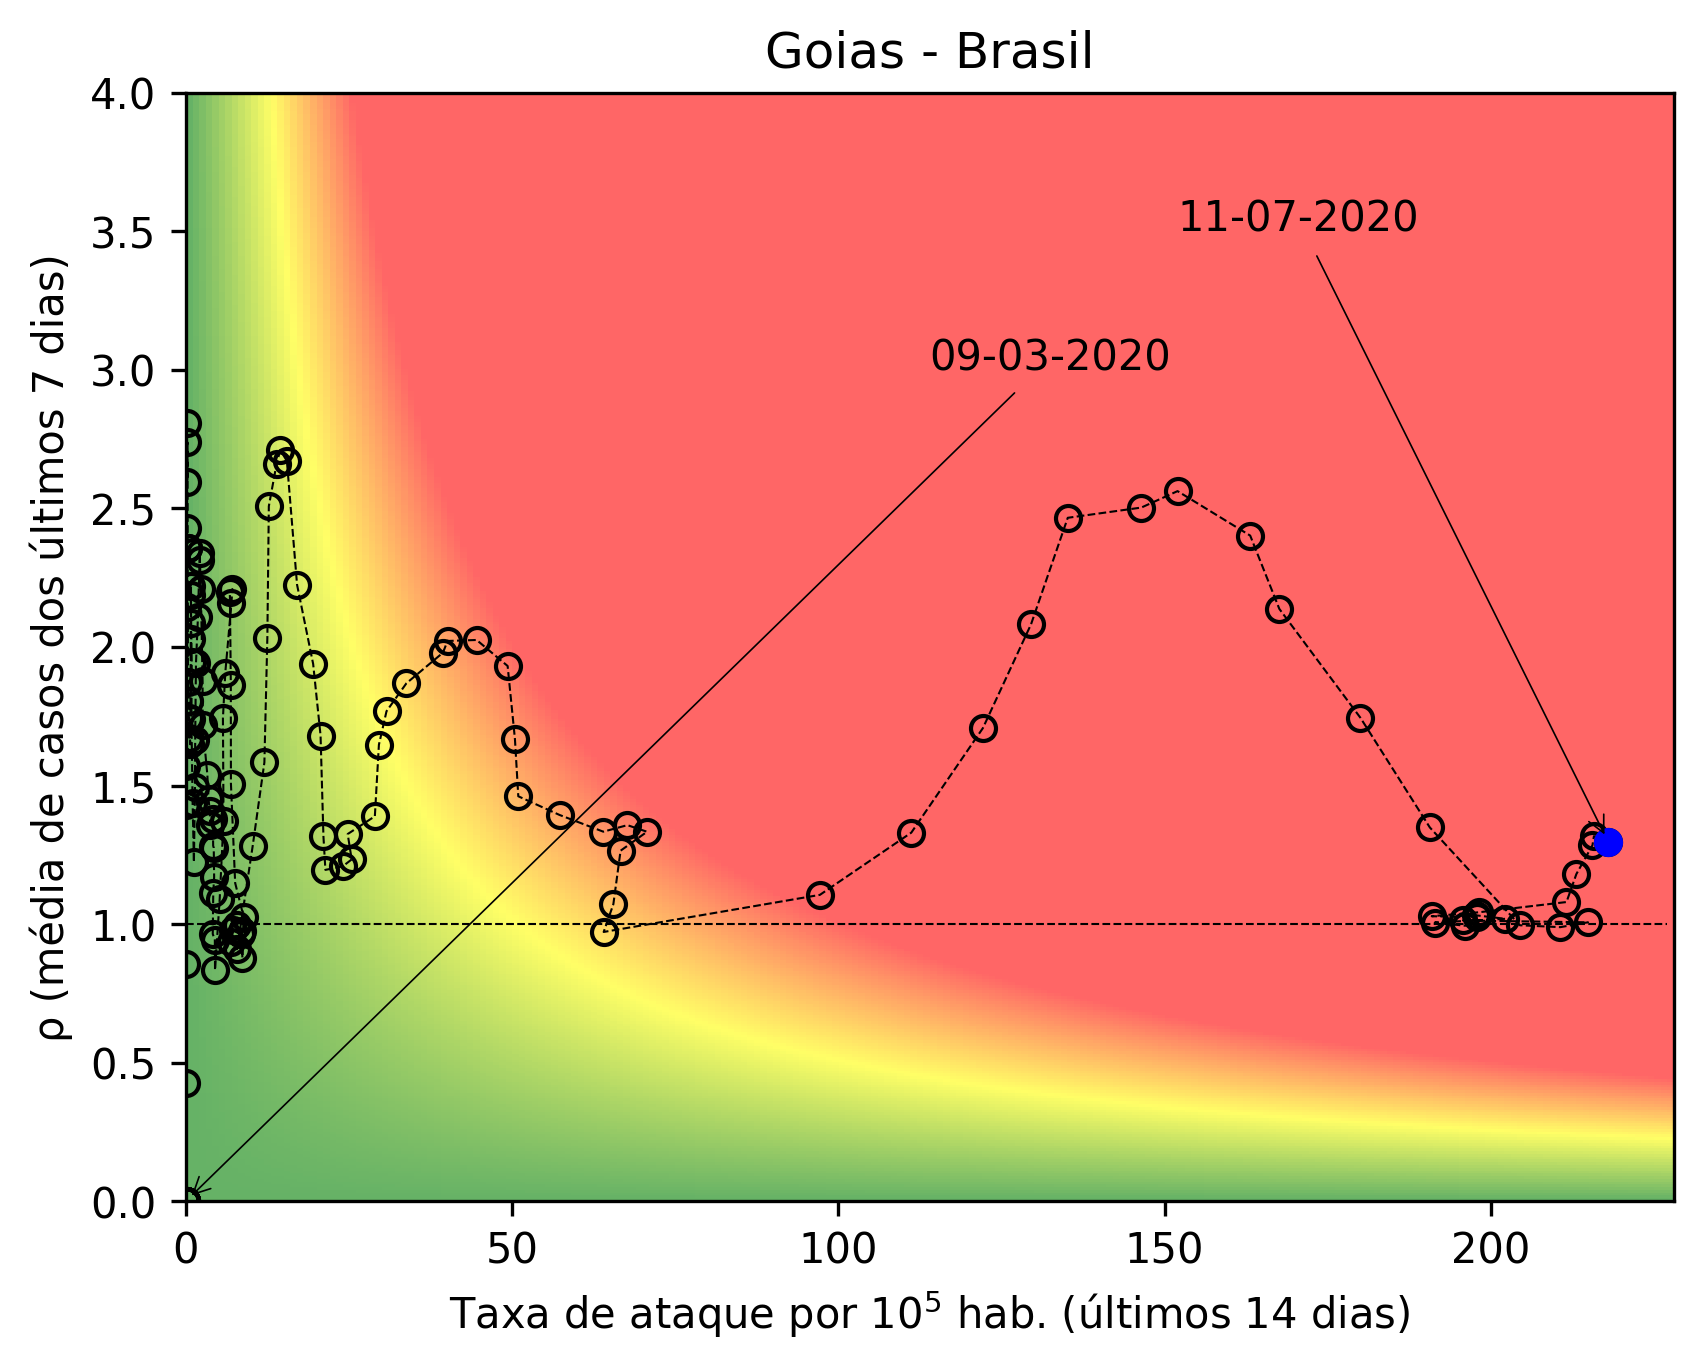 Goias - Brasil
4.0
3.5
3.0
2.5
2.0
1.5
1.0
0.5
0.0
ρ (média de casos dos últimos 7 dias)
11-07-2020
09-03-2020
0 50 100 150 200
Taxa de ataque por 10⁵ hab. (últimos 14 dias)